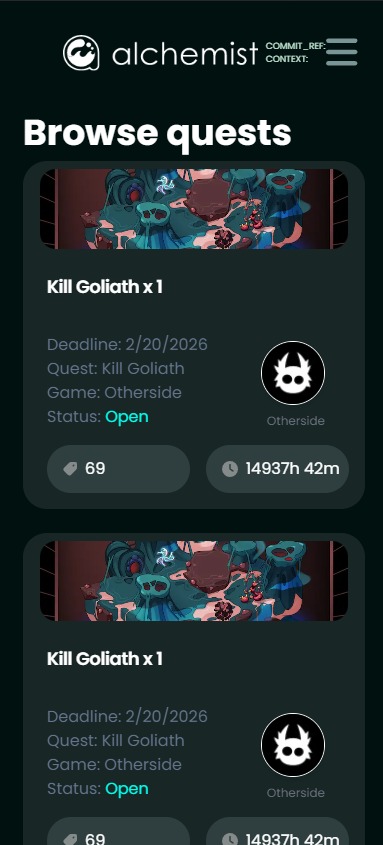 alchemist
COMMIT_REF:
CONTEXT:
Browse quests
Kill Goliath x 1
Deadline: 2/20/2026
Quest: Kill Goliath
Game: Otherside
Status: Open
Otherside
69
14937h 42m
Kill Goliath x 1
Deadline: 2/20/2026
Quest: Kill Goliath
Game: Otherside
Status: Open
Otherside
69
14937h 42m